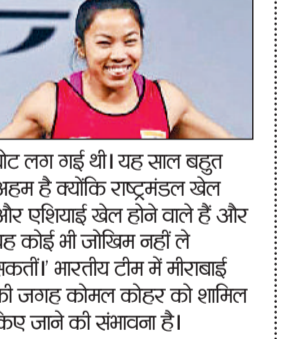 चोट लग गई थी। यह साल बहुत
अहम है क्योंकि राष्ट्रमंडल खेल
और एशियाई खेल होने वाले हैं और
वह कोई भी जोखिम नहीं ले
सकतीं।' भारतीय टीम में मीराबाई
की जगह कोमल कोहर को शामिल
किए जाने की संभावना है।